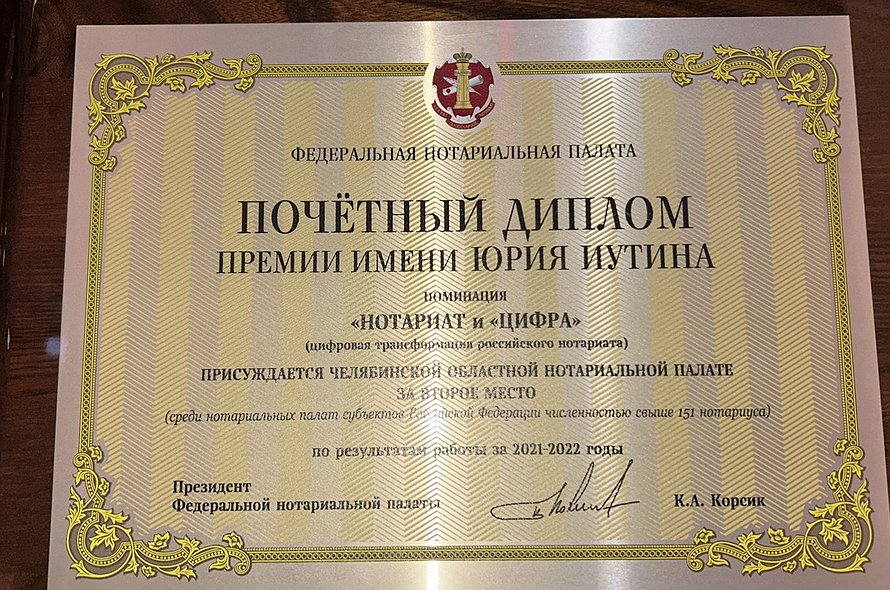 ФЕДЕРАЛЬНАЯ НОТАРИАЛЬНАЯ ПАЛАТА
ПОЧЁТНЫЙ ДИПЛОМ
ПРЕМИИ ИМЕНИ ЮРИЯ ИУТИНА
НОМИНАЦИЯ
«НОТАРИАТ и «ЦИФРА»
(цифровая трансформация российского нотариата)
ПРИСУЖДАЕТСЯ ЧЕЛЯБИНСКОЙ ОБЛАСТНОЙ НОТАРИАЛЬНОЙ ПАЛАТЕ
ЗА ВТОРОЕ МЕСТО
(среди нотариальных палат субъектов Российской Федерации численностью свыше 151 нотариуса)
по результатам работы за 2021-2022 годы
Президент
Федеральной нотариальной палаты
К.А. Корсик